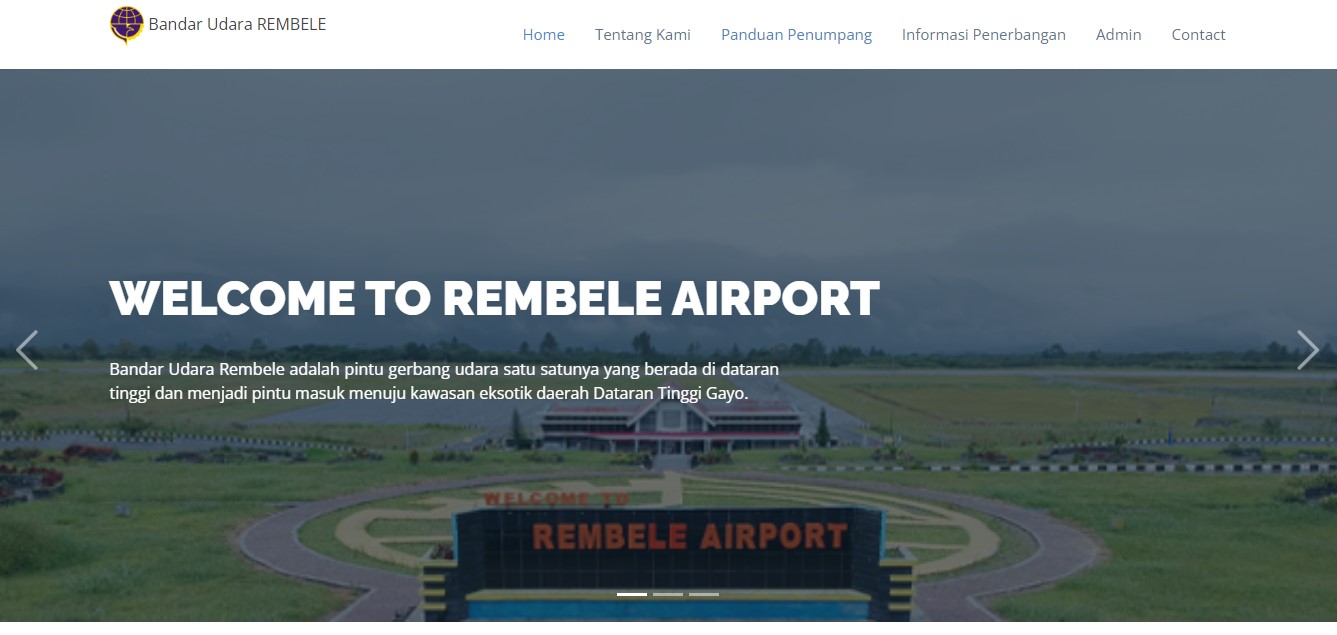 Bandar Udara REMBELE
Home Tentang Kami Panduan Penumpang Informasi Penerbangan Admin Contact
WELCOME TO REMBELE AIRPORT
Bandar Udara Rembele adalah pintu gerbang udara satu satunya yang berada di dataran
tinggi dan menjadi pintu masuk menuju kawasan eksotik daerah Dataran Tinggi Gayo.
WELCOME TO
REMBELE AIRPORT